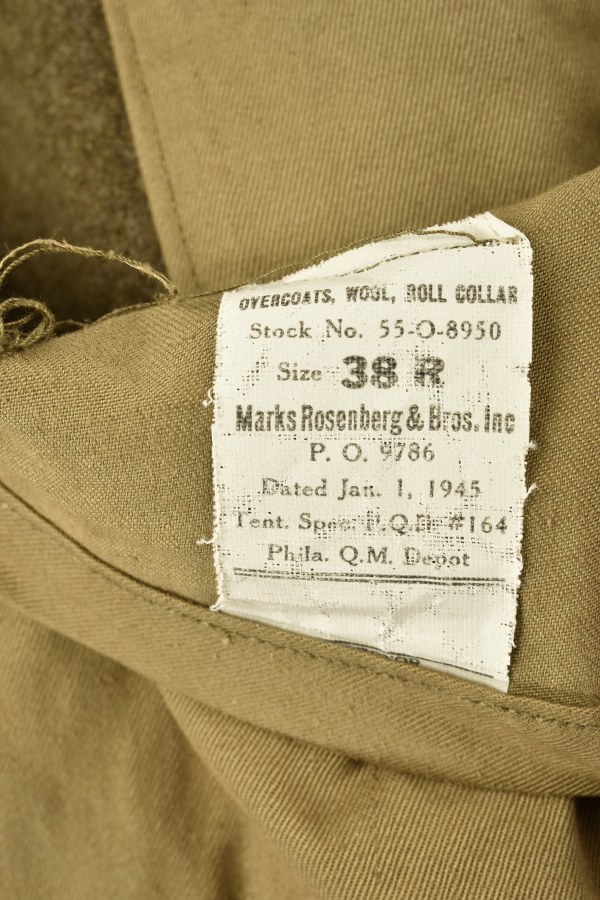 OVERCOATS, WOOL, ROLL COLLAR
Stock No. 55-O-8950
Size 38 R
Marks Rosenberg & Bros. Inc
P. O. 9786
Dated Jan. 1, 1945
Tent. Spec. P.Q.D. #164
Phila. Q.M. Depot